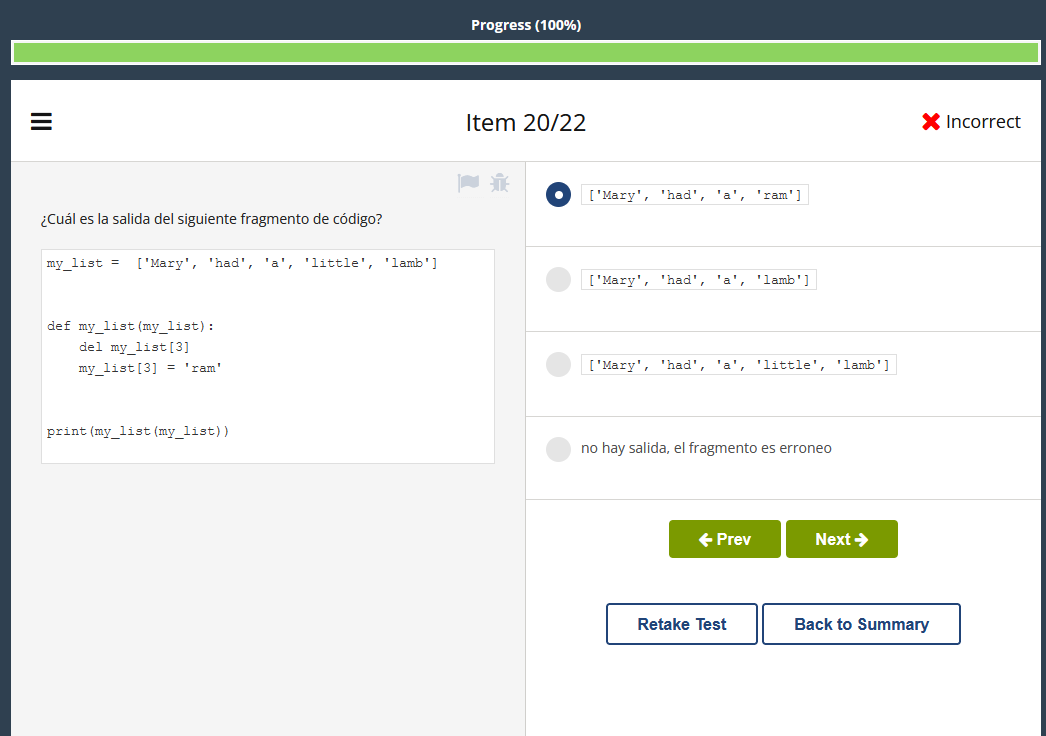 Progress (100%)
Item 20/22
Incorrect
¿Cuál es la salida del siguiente fragmento de código?
my_list =  ['Mary', 'had', 'a', 'little', 'lamb']
def my_list(my_list):
    del my_list[3]
    my_list[3] = 'ram'
print(my_list(my_list))
['Mary', 'had', 'a', 'ram']
['Mary', 'had', 'a', 'lamb']
['Mary', 'had', 'a', 'little', 'lamb']
no hay salida, el fragmento es erroneo
Prev
Next
Retake Test
Back to Summary